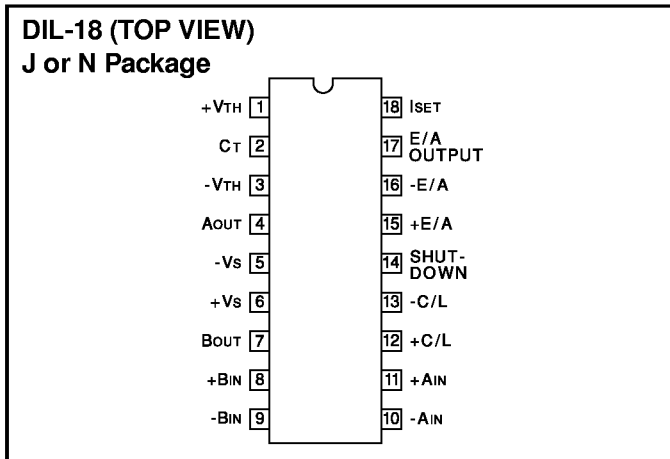 DIL-18 (TOP VIEW)
J or N Package
+VTH 1
18 ISET
CT 2
17 E/A OUTPUT
-VTH 3
16 -E/A
AOUT 4
15 +E/A
-VS 5
14 SHUT-DOWN
+VS 6
13 -C/L
BOUT 7
12 +C/L
+BIN 8
11 +AIN
-BIN 9
10 -AIN